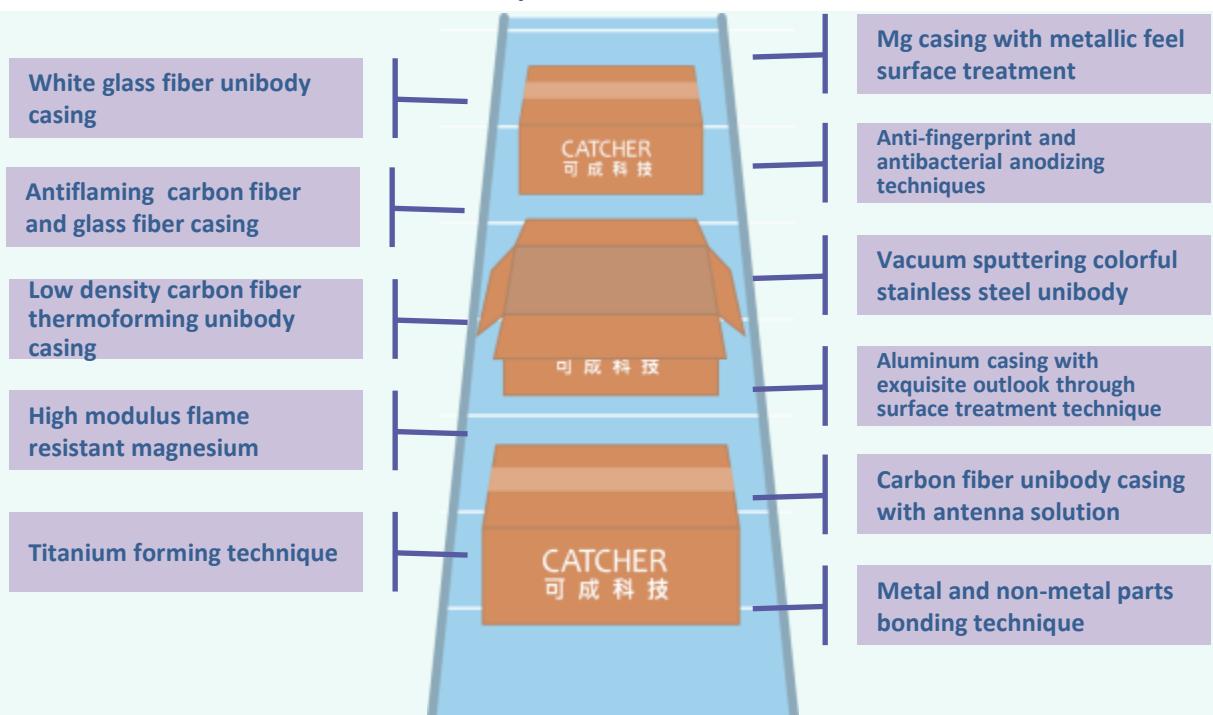 White glass fiber unibody
casing
Antiflaming carbon fiber
and glass fiber casing
Low density carbon fiber
thermoforming unibody
casing
High modulus flame
resistant magnesium
Titanium forming technique
CATCHER
可成科技
可成科技
CATCHER
可成科技
Mg casing with metallic feel
surface treatment
Anti-fingerprint and
antibacterial anodizing
techniques
Vacuum sputtering colorful
stainless steel unibody
Aluminum casing with
exquisite outlook through
surface treatment technique
Carbon fiber unibody casing
with antenna solution
Metal and non-metal parts
bonding technique